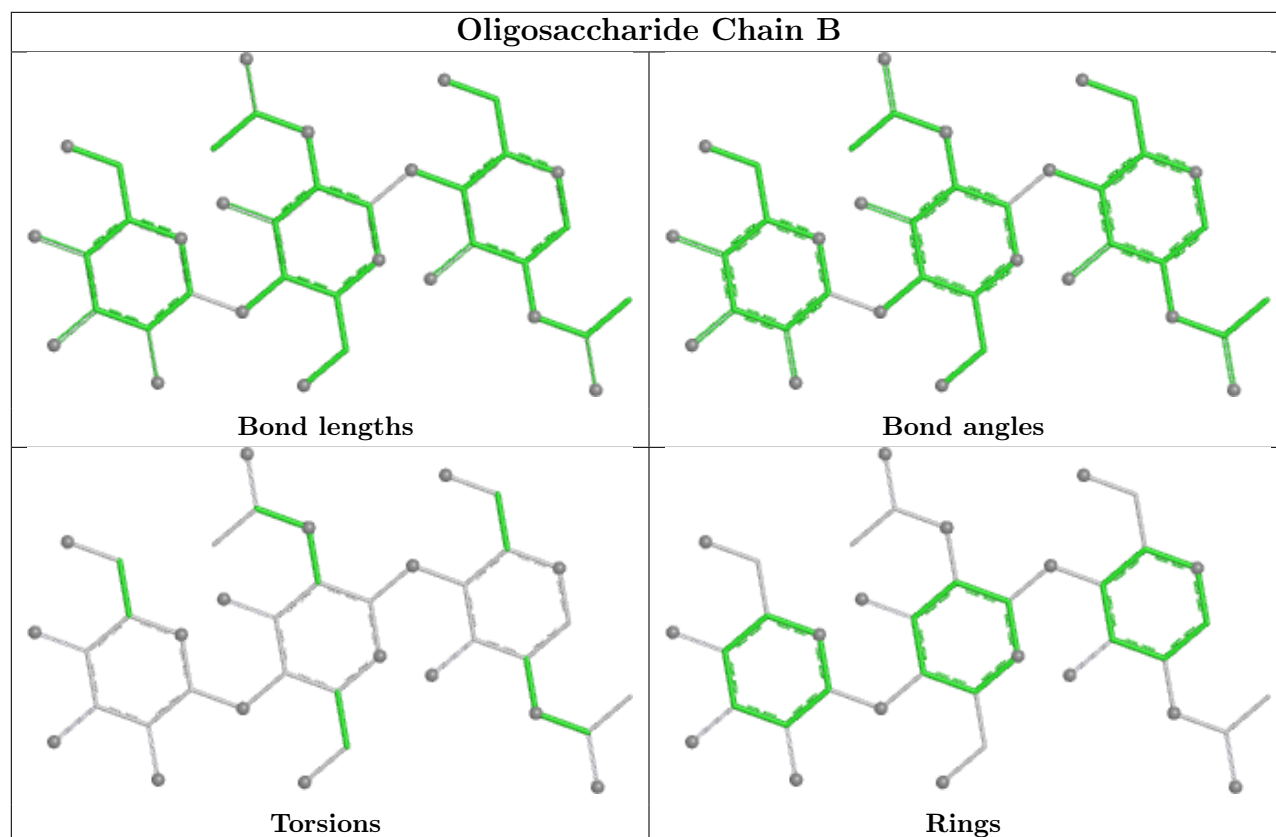 Oligosaccharide Chain B
Bond lengths
Bond angles
Torsions
Rings